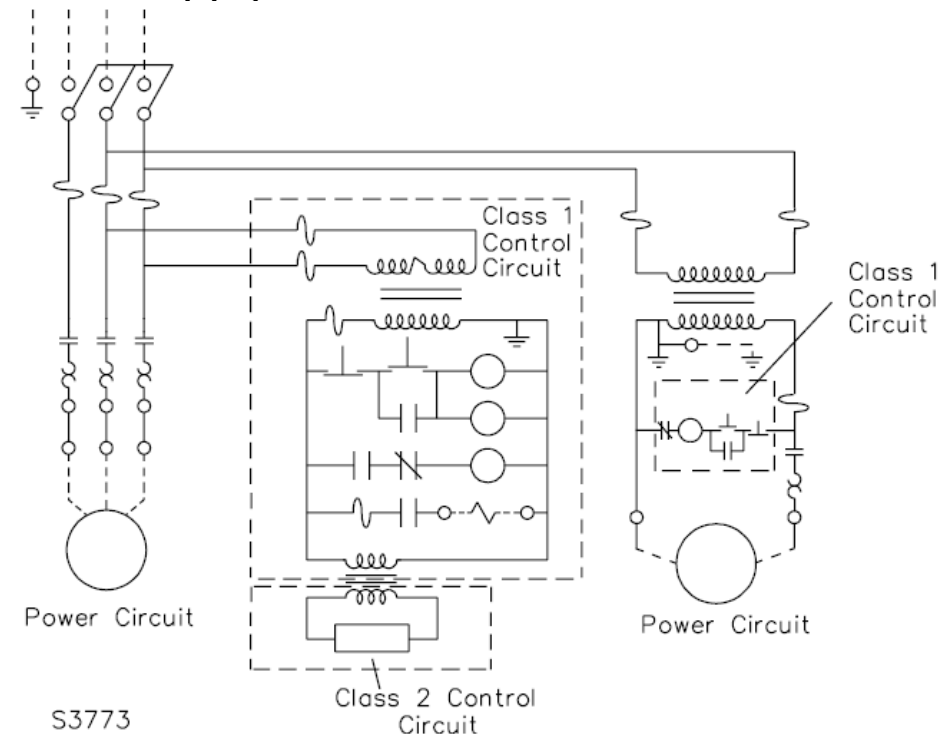 Class 1
Control
Circuit
Class 1
Control
Circuit
Power Circuit
Power Circuit
Class 2 Control
Circuit
S3773